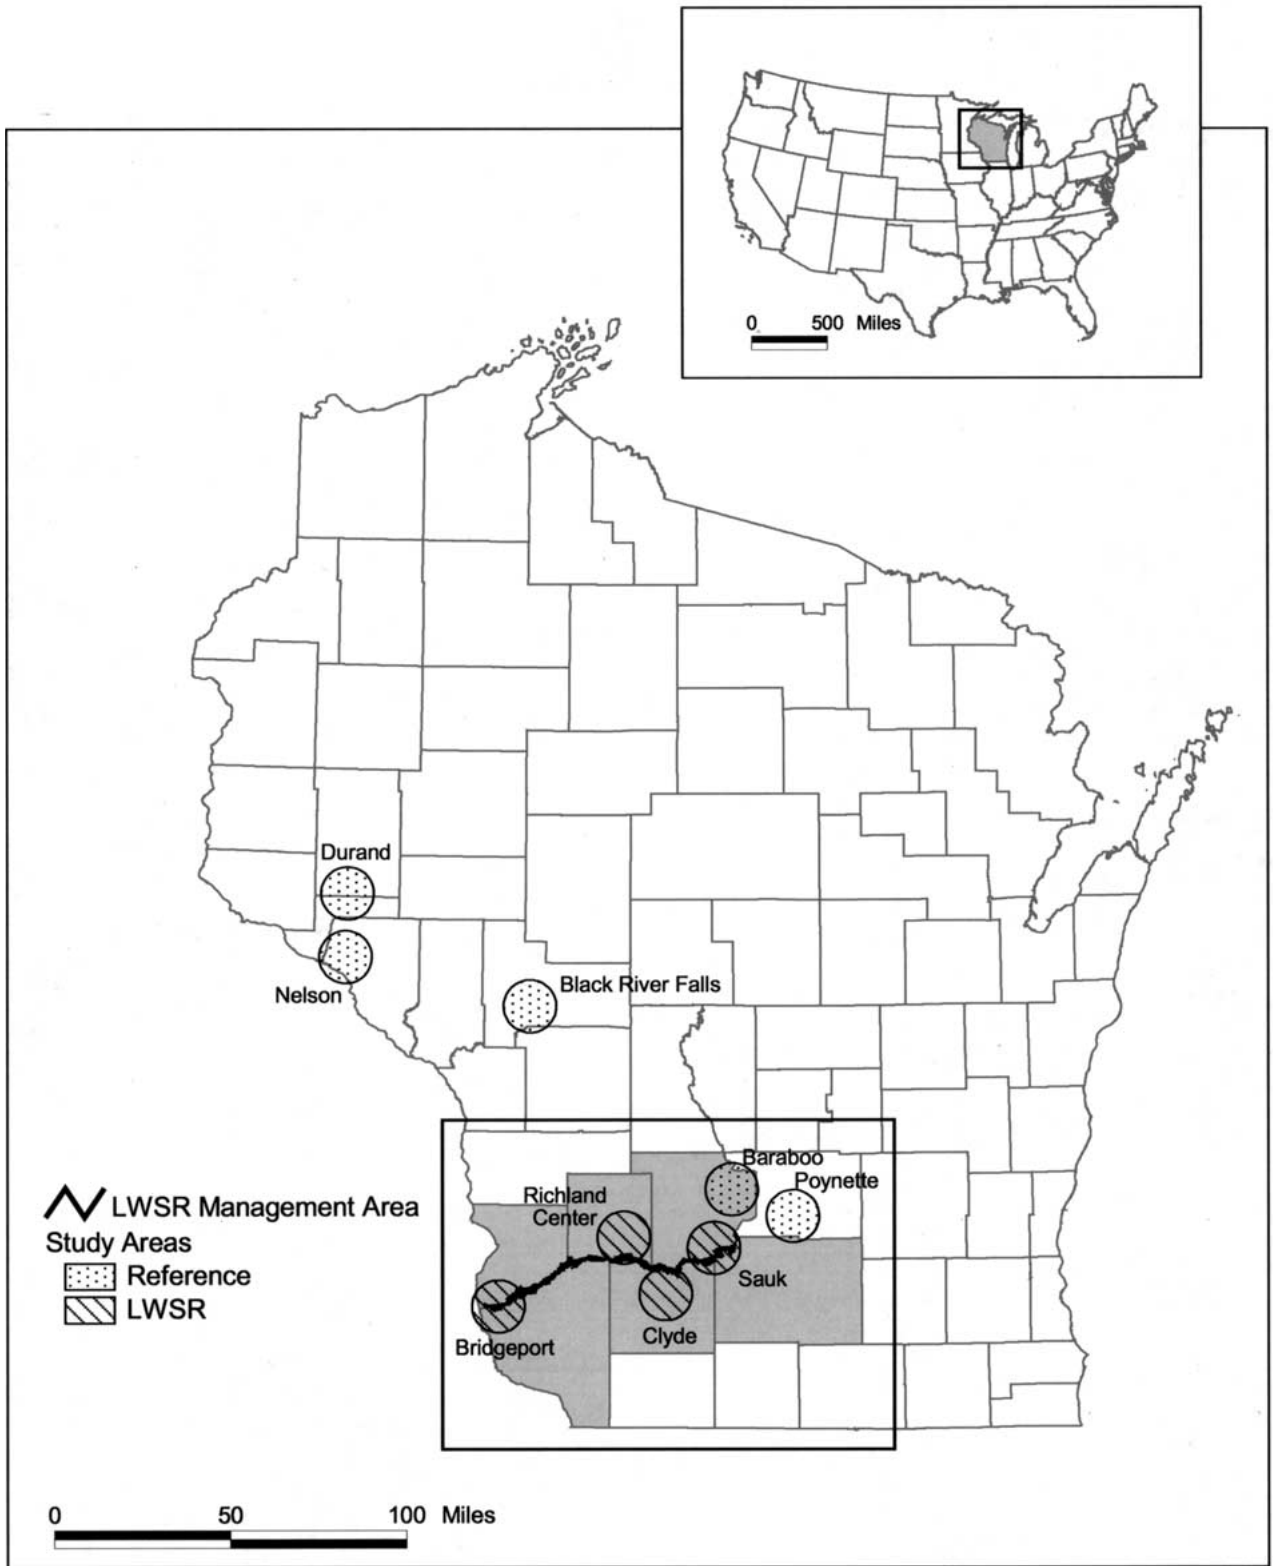 0 500 Miles
Durand
Nelson
Black River Falls
Baraboo
Poynette
Richland
Center
Sauk
Clyde
Bridgeport
LWSR Management Area
Study Areas
Reference
LWSR
0 50 100 Miles